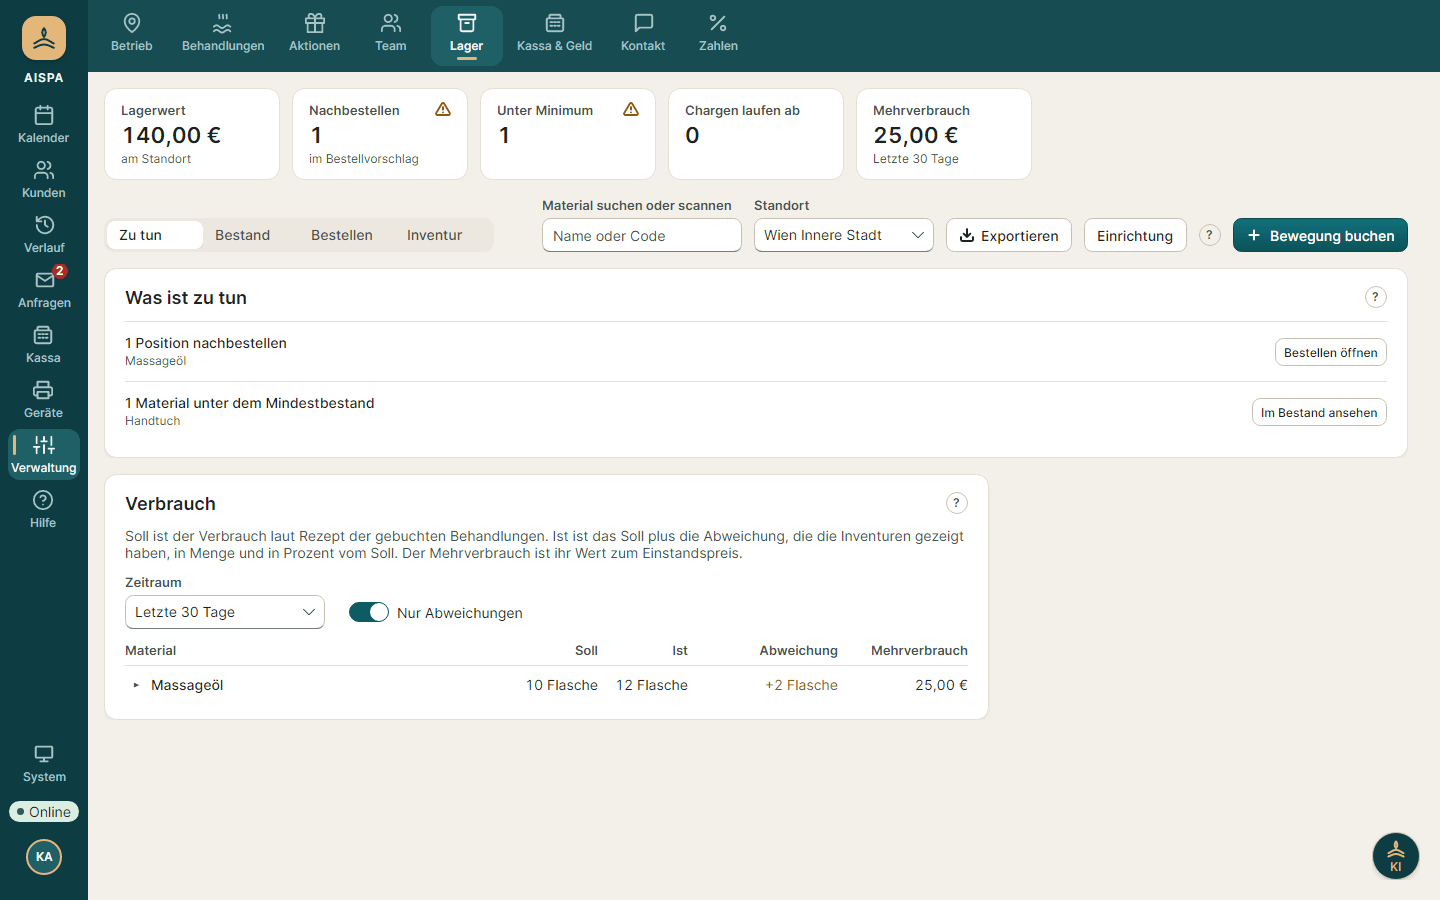 AISPA
Kalender
Kunden
Verlauf
2
Anfragen
Kassa
Geräte
Verwaltung
Hilfe
System
Online
KA
Betrieb
Behandlungen
Aktionen
Team
Lager
Kassa & Geld
Kontakt
Zahlen
Lagerwert
140,00 €
am Standort
Nachbestellen
1
im Bestellvorschlag
Unter Minimum
1
Chargen laufen ab
0
Mehrverbrauch
25,00 €
Letzte 30 Tage
Zu tun
Bestand
Bestellen
Inventur
Material suchen oder scannen
Name oder Code
Standort
Wien Innere Stadt
Exportieren
Einrichtung
?
+ Bewegung buchen
Was ist zu tun
?
1 Position nachbestellen
Massageöl
Bestellen öffnen
1 Material unter dem Mindestbestand
Handtuch
Im Bestand ansehen
Verbrauch
?
Soll ist der Verbrauch laut Rezept der gebuchten Behandlungen. Ist ist das Soll plus die Abweichung, die die Inventuren gezeigt
haben, in Menge und in Prozent vom Soll. Der Mehrverbrauch ist ihr Wert zum Einstandspreis.
Zeitraum
Letzte 30 Tage
Nur Abweichungen
Material Soll Ist Abweichung Mehrverbrauch
Massageöl 10 Flasche 12 Flasche +2 Flasche 25,00 €
KI